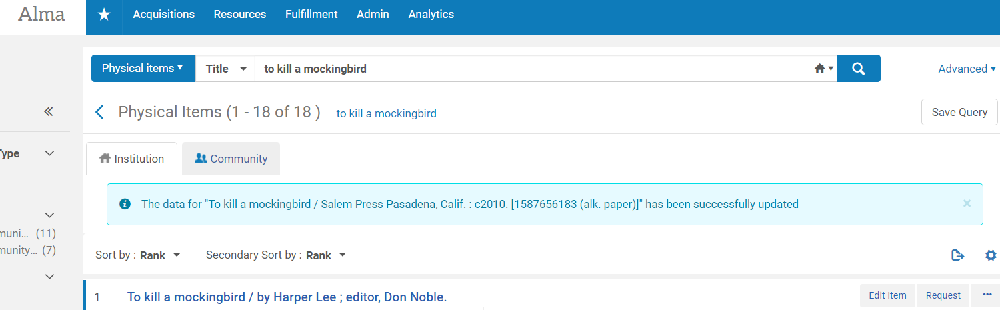 Alma
Acquisitions Resources Fulfillment Admin Analytics
Physical items Title to kill a mockingbird Advanced
Physical Items (1 - 18 of 18 ) to kill a mockingbird Save Query
Type
Institution Community
The data for "To kill a mockingbird / Salem Press Pasadena, Calif. : c2010. [1587656183 (alk. paper)]" has been successfully updated
muni... (11)
munity... (7)
Sort by : Rank Secondary Sort by : Rank
1 To kill a mockingbird / by Harper Lee ; editor, Don Noble. Edit Item Request ...